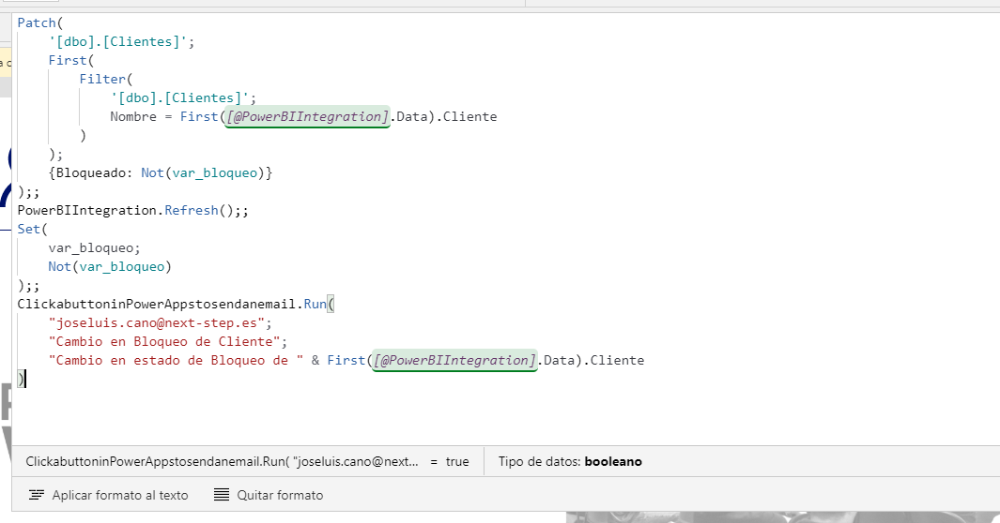 Patch(
'[dbo].[Clientes]';
First(
Filter(
'[dbo].[Clientes]';
Nombre = First([@PowerBIIntegration].Data).Cliente
)
);
{Bloqueado: Not(var_bloqueo)}
);;
PowerBIIntegration.Refresh();;
Set(
var_bloqueo;
Not(var_bloqueo)
);;
ClickabuttoninPowerAppstosendanemail.Run(
"joseluis.cano@next-step.es";
"Cambio en Bloqueo de Cliente";
"Cambio en estado de Bloqueo de " & First([@PowerBIIntegration].Data).Cliente
)
ClickabuttoninPowerAppstosendanemail.Run( "joseluis.cano@next... = true Tipo de datos: booleano
Aplicar formato al texto Quitar formato